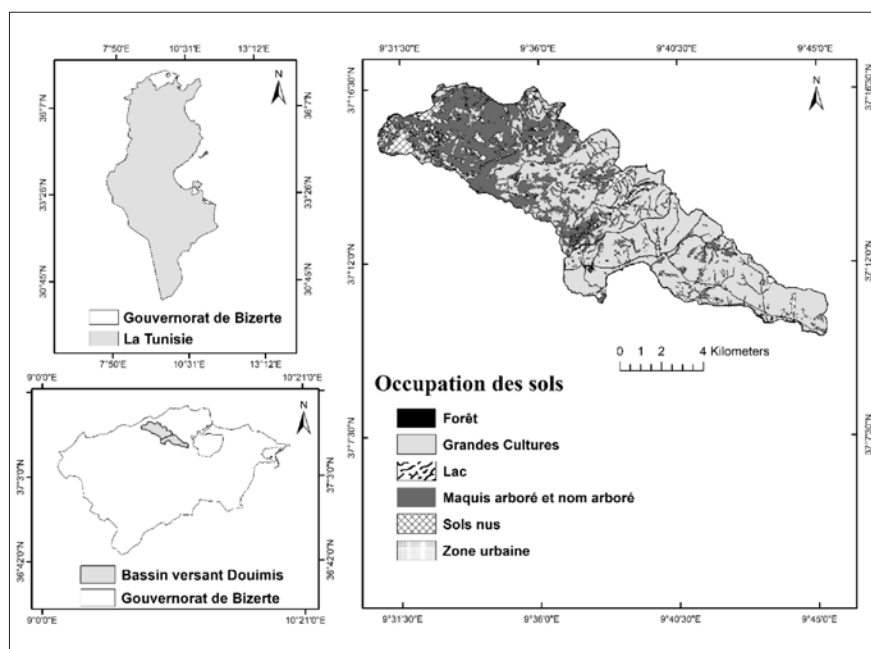 7°50'E 10°31'E 13°12'E
N
36°7'N
36°7'N
33°26'N
33°26'N
30°45'N
30°45'N
Gouvernorat de Bizerte
La Tunisie
7°50'E 10°31'E 13°12'E
9°0'0"E 10°21'0"E
N
37°3'0"N
37°3'0"N
36°42'0"N
36°42'0"N
Bassin versant Douimis
Gouvernorat de Bizerte
9°0'0"E 10°21'0"E
9°31'30"E 9°36'0"E 9°40'30"E 9°45'0"E
N
37°16'30"N
37°16'30"N
37°12'0"N
37°12'0"N
37°7'30"N
37°7'30"N
0 1 2 4 Kilometers
Occupation des sols
Forêt
Grandes Cultures
Lac
Maquis arboré et nom arboré
Sols nus
Zone urbaine
9°31'30"E 9°36'0"E 9°40'30"E 9°45'0"E